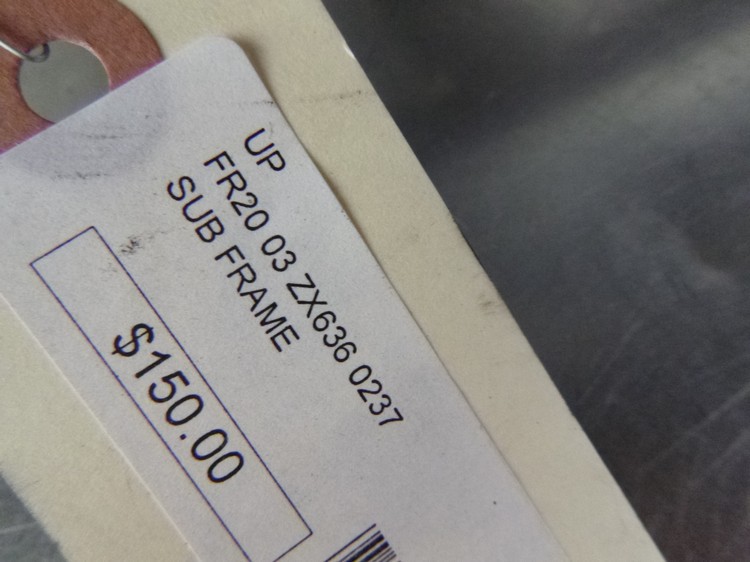 UP
FR20 03 ZX636 0237
SUB FRAME
$150.00